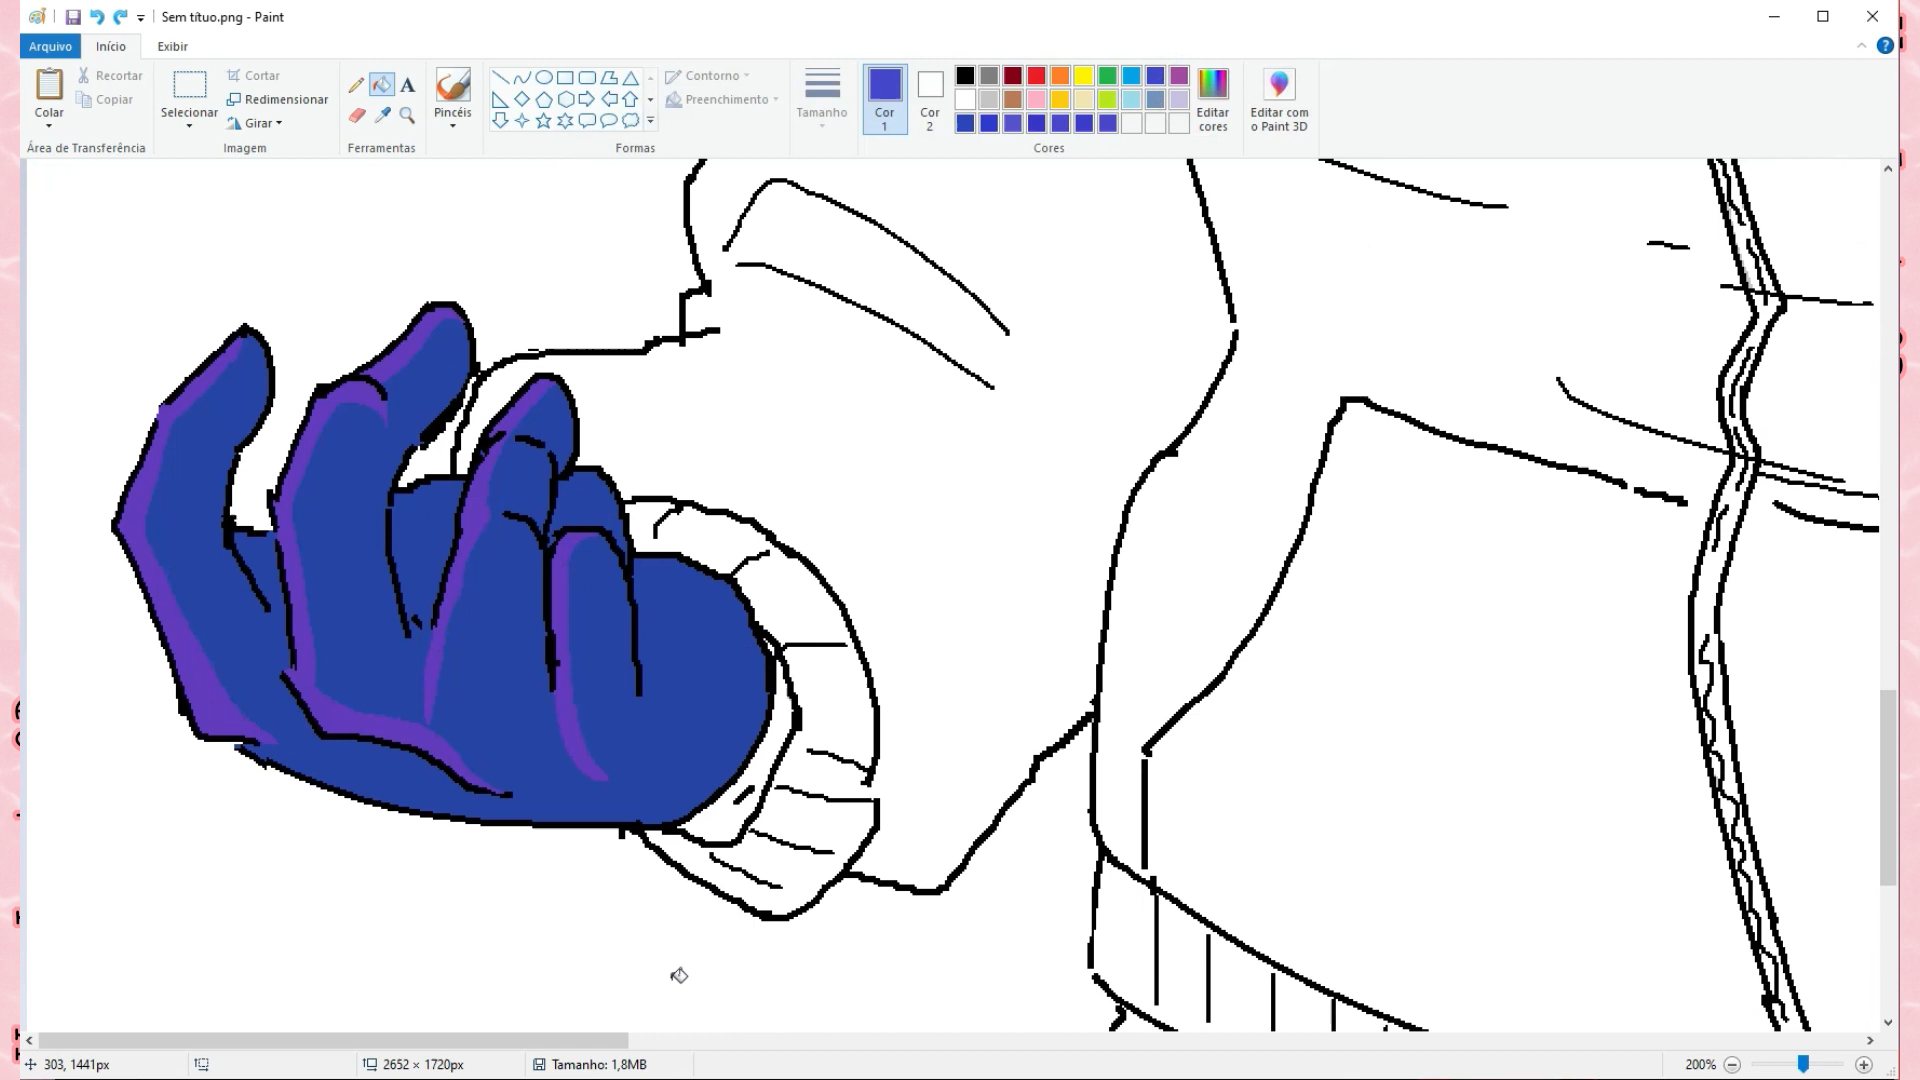 Sem títuo.png - Paint
Arquivo Início Exibir
Colar
Recortar
Copiar
Área de Transferência
Selecionar
Cortar
Redimensionar
Girar
Imagem
A
Ferramentas
Pincéis
Contorno
Preenchimento
Formas
Tamanho
Cor 1
Cor 2
Editar cores
Editar com o Paint 3D
Cores
303, 1441px
2652 × 1720px
Tamanho: 1,8MB
200%